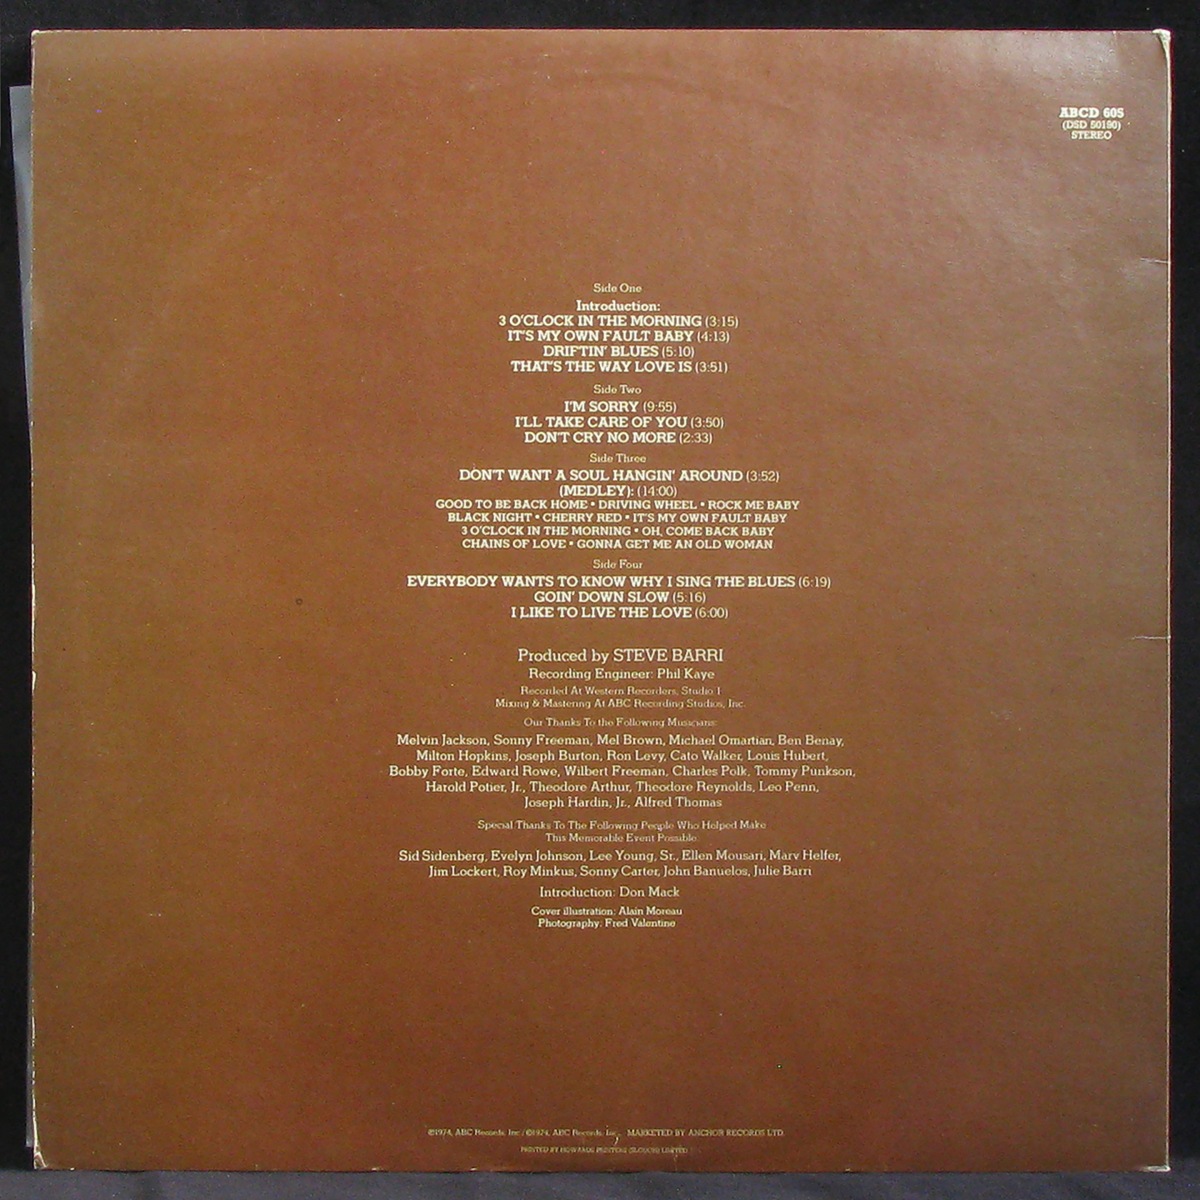 ABCD 605
(DSD 50190)
STEREO
Side One
Introduction:
3 O'CLOCK IN THE MORNING (3:15)
IT'S MY OWN FAULT BABY (4:13)
DRIFTIN' BLUES (5:10)
THAT'S THE WAY LOVE IS (3:51)
Side Two
I'M SORRY (9:55)
I'LL TAKE CARE OF YOU (3:50)
DON'T CRY NO MORE (2:33)
Side Three
DON'T WANT A SOUL HANGIN' AROUND (3:52)
(MEDLEY): (14:00)
GOOD TO BE BACK HOME • DRIVING WHEEL • ROCK ME BABY
BLACK NIGHT • CHERRY RED • IT'S MY OWN FAULT BABY
3 O'CLOCK IN THE MORNING • OH, COME BACK BABY
CHAINS OF LOVE • GONNA GET ME AN OLD WOMAN
Side Four
EVERYBODY WANTS TO KNOW WHY I SING THE BLUES (6:19)
GOIN' DOWN SLOW (5:16)
I LIKE TO LIVE THE LOVE (6:00)
Produced by STEVE BARRI
Recording Engineer: Phil Kaye
Recorded At Western Recorders, Studio 1
Mixing & Mastering At ABC Recording Studios, Inc.
Our Thanks To the Following Musicians:
Melvin Jackson, Sonny Freeman, Mel Brown, Michael Omartian, Ben Benay,
Milton Hopkins, Joseph Burton, Ron Levy, Cato Walker, Louis Hubert,
Bobby Forte, Edward Rowe, Wilbert Freeman, Charles Polk, Tommy Punkson,
Harold Potier, Jr., Theodore Arthur, Theodore Reynolds, Leo Penn,
Joseph Hardin, Jr., Alfred Thomas
Special Thanks To The Following People Who Helped Make
This Memorable Event Possible:
Sid Sidenberg, Evelyn Johnson, Lee Young, Sr., Ellen Mousari, Marv Helfer,
Jim Lockert, Roy Minkus, Sonny Carter, John Banuelos, Julie Barri
Introduction: Don Mack
Cover illustration: Alain Moreau
Photography: Fred Valentine
℗1974, ABC Records, Inc./©1974, ABC Records, Inc., MARKETED BY ANCHOR RECORDS LTD.
PRINTED BY HOWARDS PRINTERS (SLOUGH) LIMITED